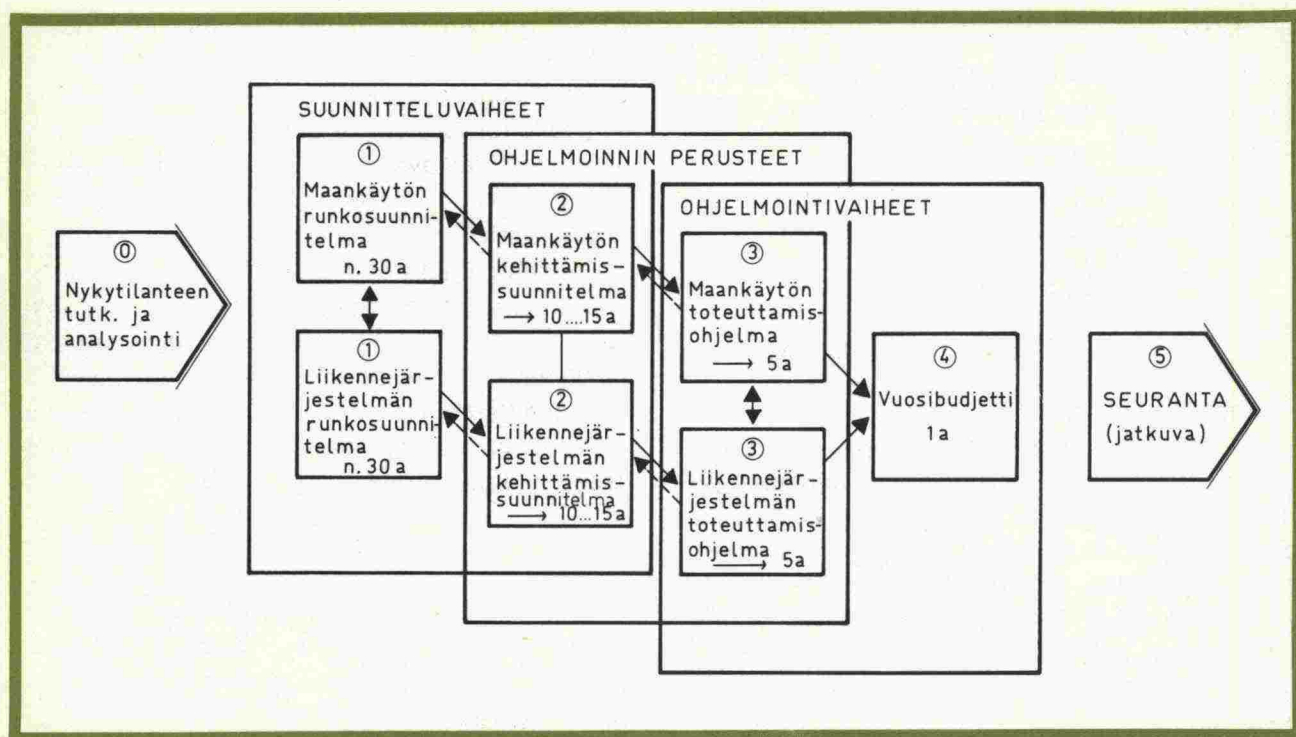 ⓪
Nykytilanteen
tutk. ja
analysointi
SUUNNITTELUVAIHEET
①
Maankäytön
runkosuunni-
telma
n. 30 a
①
Liikennejär-
jestelmän
runkosuunni-
telma
n. 30 a
OHJELMOINNIN PERUSTEET
②
Maankäytön
kehittämis-
suunnitelma
→ 10....15 a
②
Liikennejär-
jestelmän
kehittämis-
suunnitelma
→ 10...15 a
OHJELMOINTIVAIHEET
③
Maankäytön
toteuttamis-
ohjelma
→ 5 a
③
Liikennejär-
jestelmän
toteuttamis-
ohjelma
→ 5 a
④
Vuosibudjetti
1 a
⑤
SEURANTA
(jatkuva)